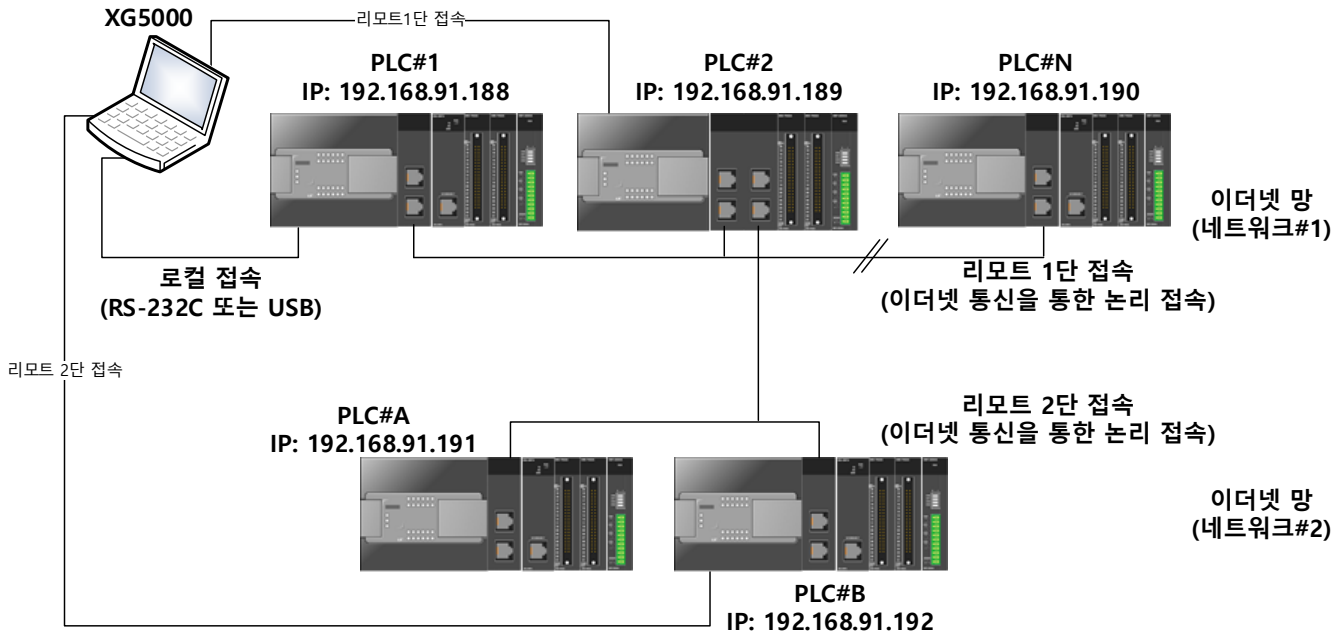 XG5000
리모트1단 접속
PLC#1
IP: 192.168.91.188
PLC#2
IP: 192.168.91.189
PLC#N
IP: 192.168.91.190
이더넷 망
(네트워크#1)
로컬 접속
(RS-232C 또는 USB)
리모트 1단 접속
(이더넷 통신을 통한 논리 접속)
리모트 2단 접속
PLC#A
IP: 192.168.91.191
리모트 2단 접속
(이더넷 통신을 통한 논리 접속)
이더넷 망
(네트워크#2)
PLC#B
IP: 192.168.91.192